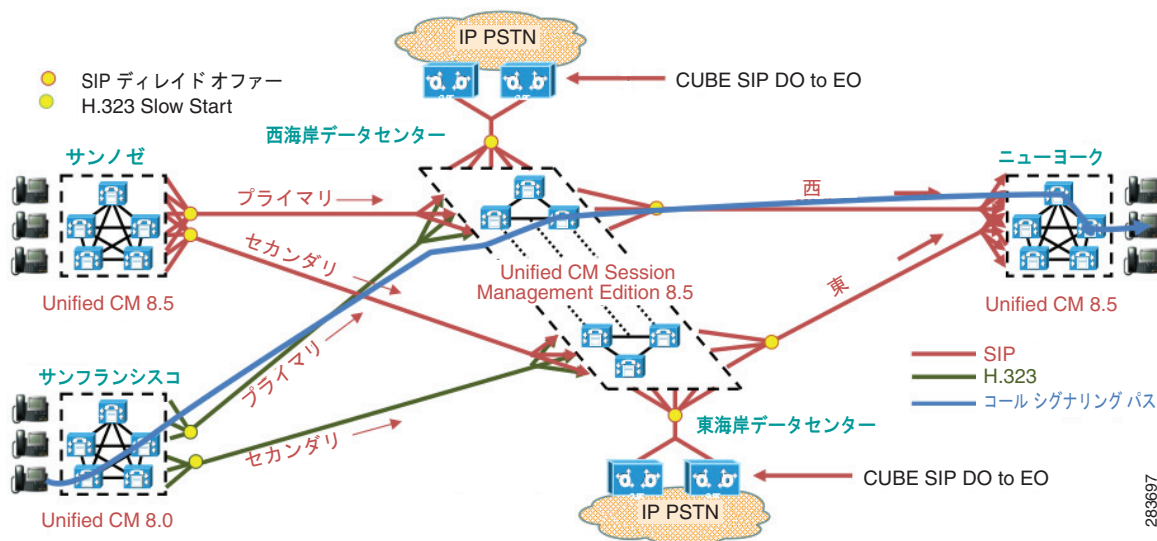 IP PSTN
SIP ディレイド オファー
H.323 Slow Start
CUBE SIP DO to EO
西海岸データセンター
サンノゼ
ニューヨーク
プライマリ
西
セカンダリ
Unified CM Session
Management Edition 8.5
東
Unified CM 8.5
Unified CM 8.5
プライマリ
サンフランシスコ
SIP
H.323
コール シグナリング パス
セカンダリ
東海岸データセンター
CUBE SIP DO to EO
IP PSTN
Unified CM 8.0
283697